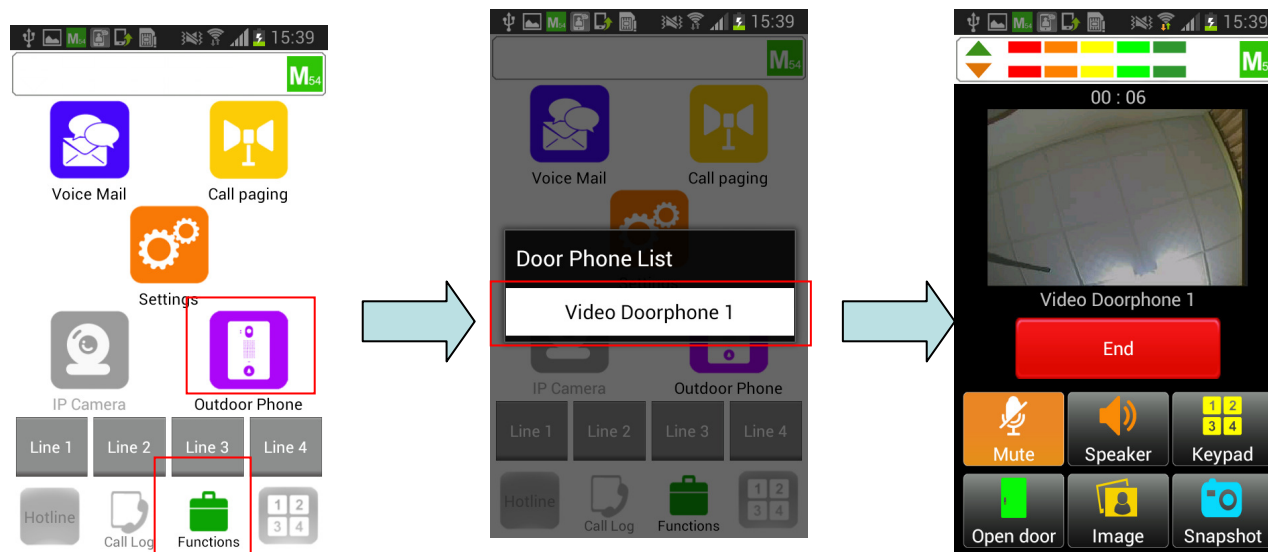 15:39
M54
Voice Mail
Call paging
Settings
IP Camera
Outdoor Phone
Line 1
Line 2
Line 3
Line 4
Hotline
Call Log
Functions
1 2
3 4
15:39
M54
Voice Mail
Call paging
Door Phone List
Video Doorphone 1
IP Camera
Outdoor Phone
Line 1
Line 2
Line 3
Line 4
Hotline
Call Log
Functions
1 2
3 4
15:39
M5
00 : 06
Video Doorphone 1
End
Mute
Speaker
1 2
3 4
Keypad
Open door
Image
Snapshot